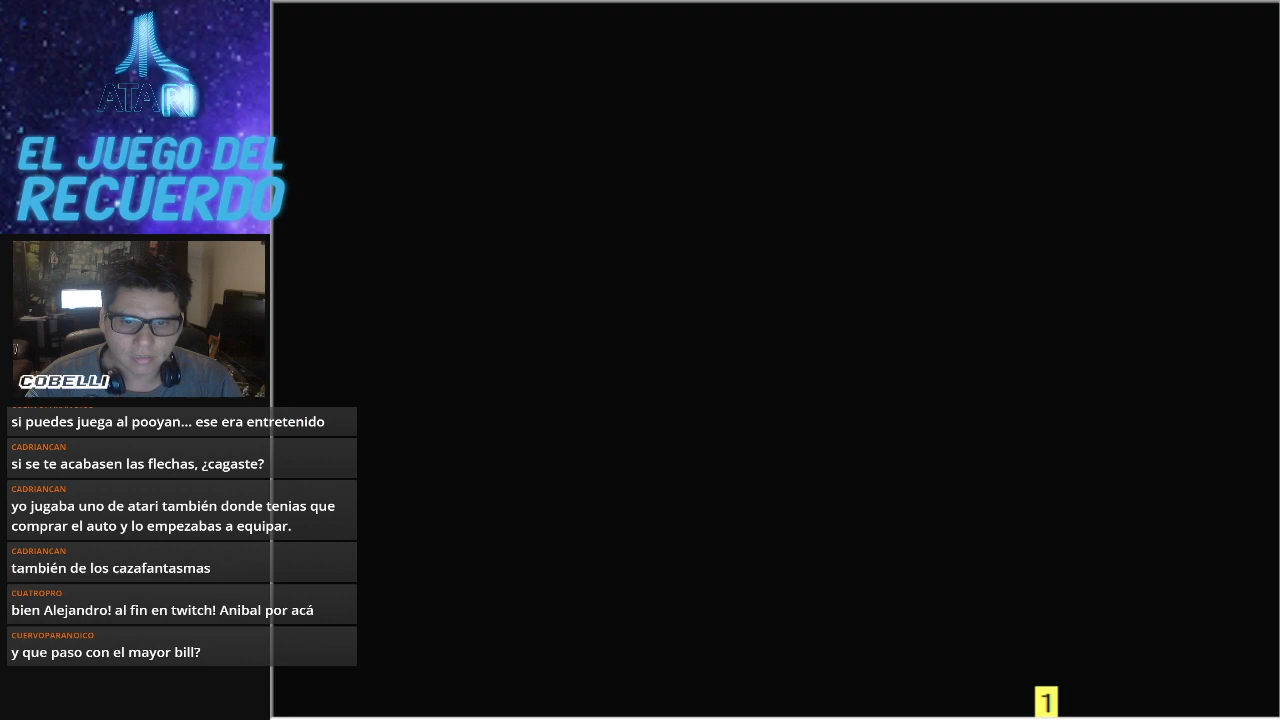 ATARI
EL JUEGO DEL
RECUERDO
COBELLI
si puedes juega al pooyan... ese era entretenido
CADRIANCAN
si se te acabasen las flechas, ¿cagaste?
CADRIANCAN
yo jugaba uno de atari también donde tenias que
comprar el auto y lo empezabas a equipar.
CADRIANCAN
también de los cazafantasmas
CUATROPRO
bien Alejandro! al fin en twitch! Anibal por acá
CUERVOPARANOICO
y que paso con el mayor bill?
1